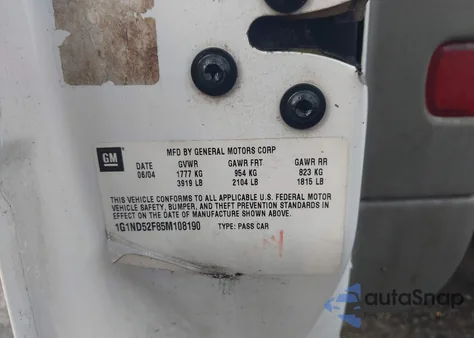 MFD BY GENERAL MOTORS CORP
GM
DATE GVWR GAWR FRT GAWR RR
06/04 1777 KG 954 KG 823 KG
3919 LB 2104 LB 1815 LB
THIS VEHICLE CONFORMS TO ALL APPLICABLE U.S. FEDERAL MOTOR
VEHICLE SAFETY, BUMPER, AND THEFT PREVENTION STANDARDS IN
EFFECT ON THE DATE OF MANUFACTURE SHOWN ABOVE.
1G1ND52F85M108190 TYPE: PASS CAR
autaSnap